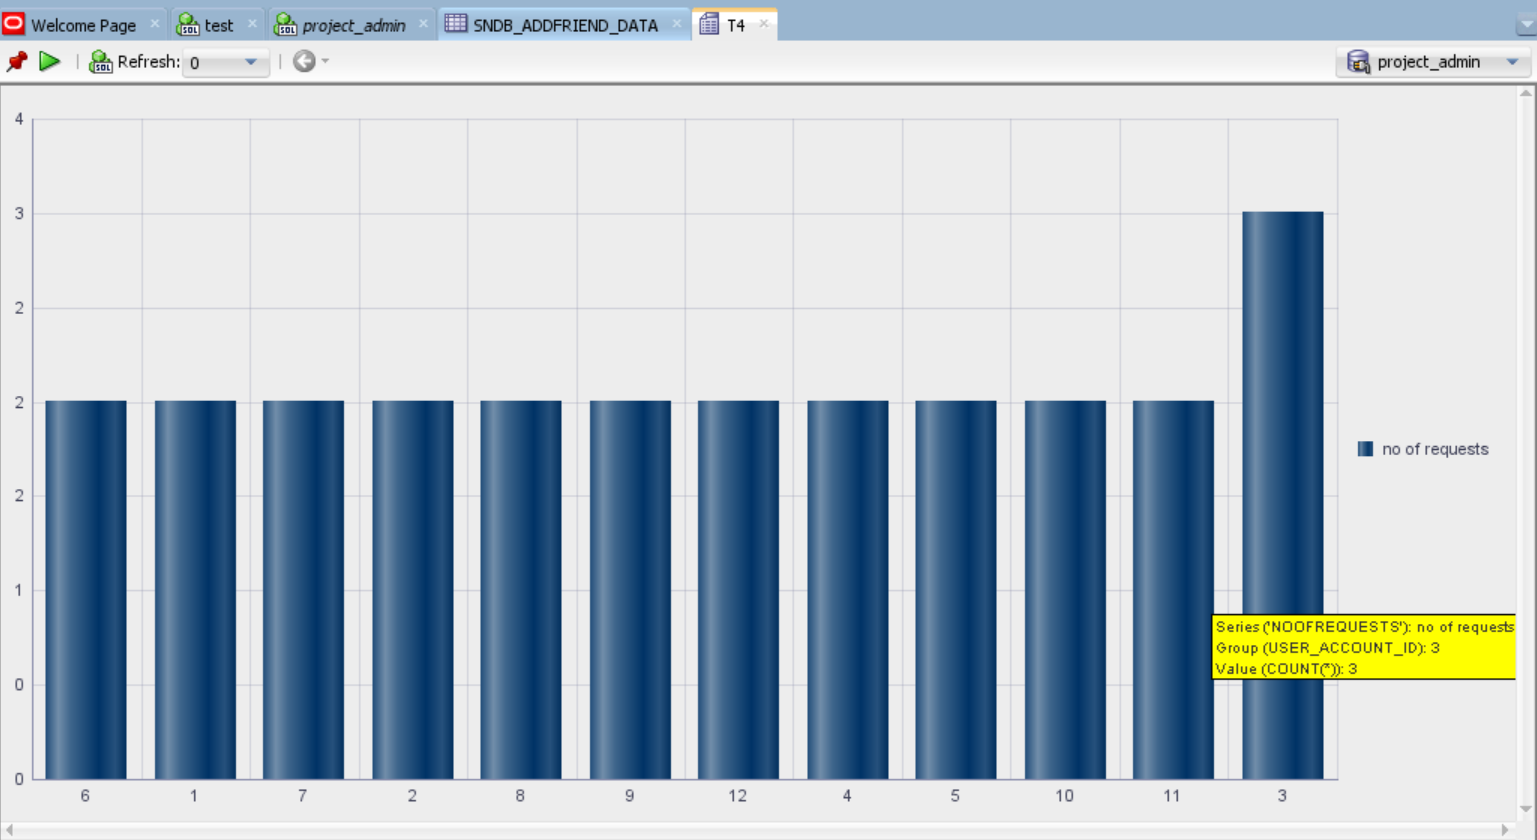 Welcome Page
test
project_admin
SNDB_ADDFRIEND_DATA
T4
Refresh: 0
project_admin
4
3
2
2
2
1
0
0
6 1 7 2 8 9 12 4 5 10 11 3
no of requests
Series ('NOOFREQUESTS'): no of requests
Group (USER_ACCOUNT_ID): 3
Value (COUNT(*)): 3